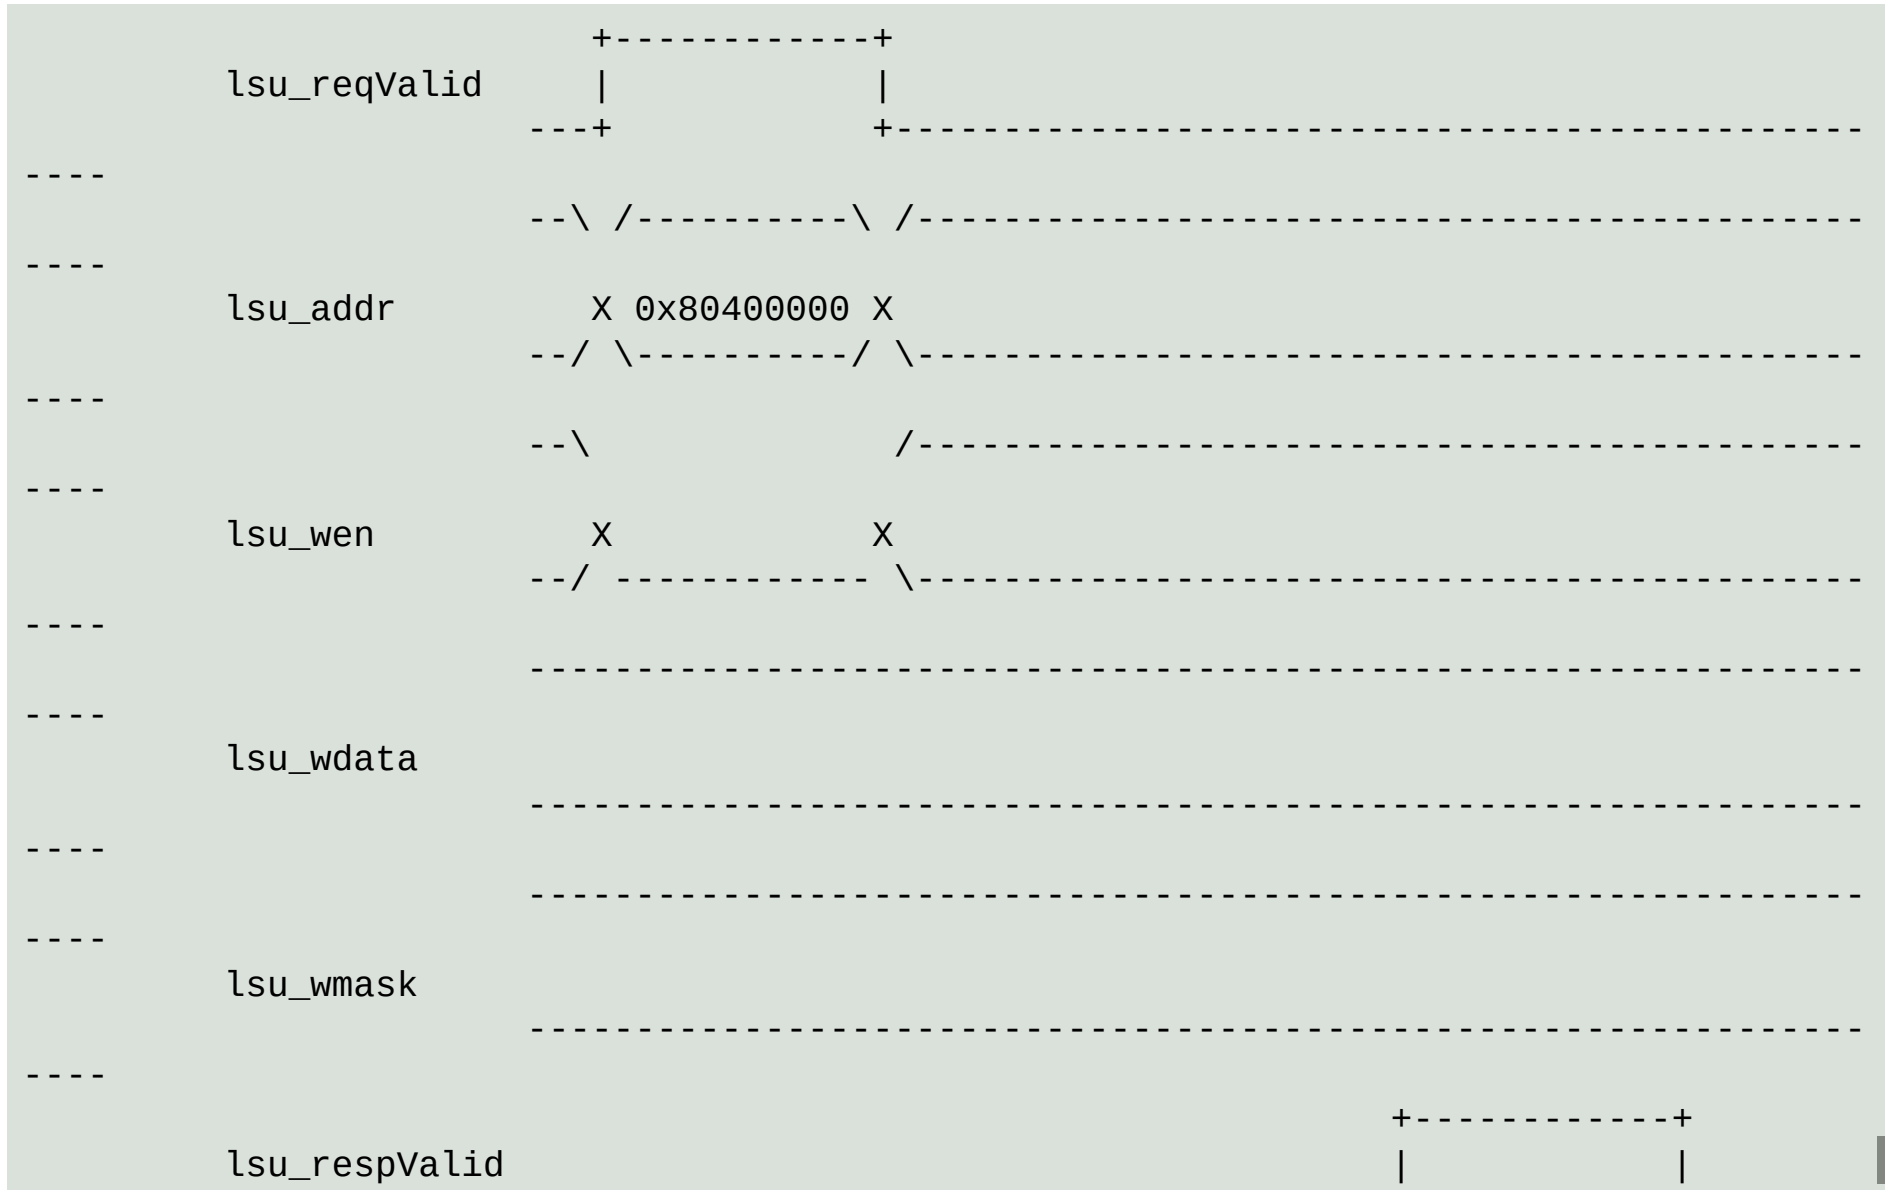 +------------+
         lsu_reqValid     |            |
                       ---+            +---------------------------------------------
----
                       --\ /----------\ /--------------------------------------------
----
         lsu_addr         X 0x80400000 X
                       --/ \----------/ \--------------------------------------------
----
                       --\              /--------------------------------------------
----
         lsu_wen          X            X
                       --/ ------------ \--------------------------------------------
----
                       --------------------------------------------------------------
----
         lsu_wdata
                       --------------------------------------------------------------
----
                       --------------------------------------------------------------
----
         lsu_wmask
                       --------------------------------------------------------------
----
                                                               +------------+
         lsu_respValid                                         |            |